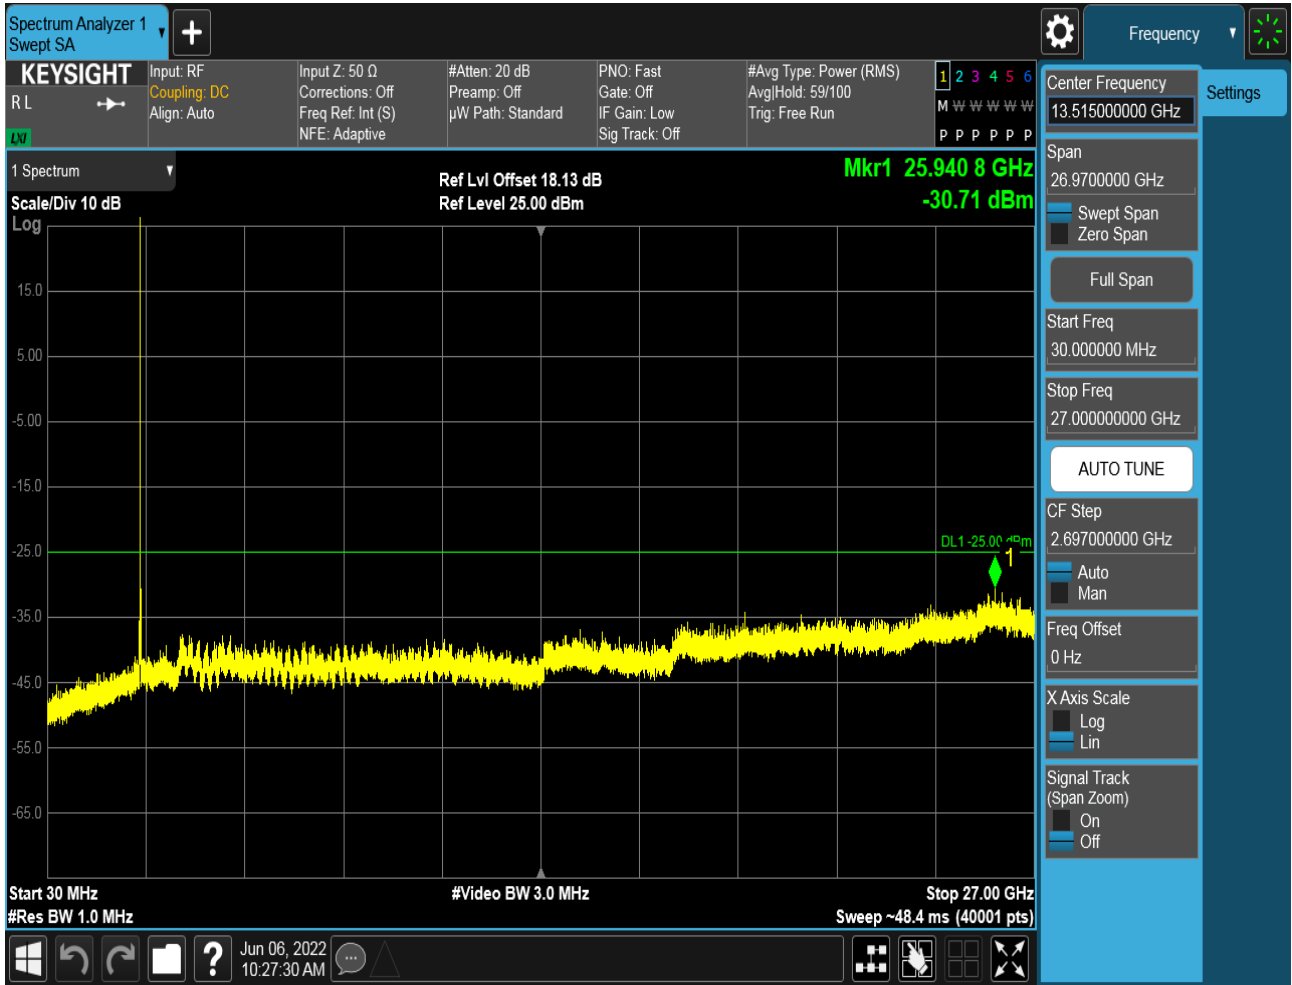 Spectrum Analyzer 1
Swept SA
Frequency
KEYSIGHT
R L
LXI
Input: RF
Coupling: DC
Align: Auto
Input Z: 50 Ω
Corrections: Off
Freq Ref: Int (S)
NFE: Adaptive
#Atten: 20 dB
Preamp: Off
µW Path: Standard
PNO: Fast
Gate: Off
IF Gain: Low
Sig Track: Off
#Avg Type: Power (RMS)
Avg|Hold: 59/100
Trig: Free Run
1 2 3 4 5 6
M W W W W W
P P P P P P
1 Spectrum
Scale/Div 10 dB
Log
Ref Lvl Offset 18.13 dB
Ref Level 25.00 dBm
Mkr1 25.940 8 GHz
-30.71 dBm
15.0
5.00
-5.00
-15.0
-25.0
-35.0
-45.0
-55.0
-65.0
DL1 -25.00 dBm
1
Start 30 MHz
#Res BW 1.0 MHz
#Video BW 3.0 MHz
Stop 27.00 GHz
Sweep ~48.4 ms (40001 pts)
Jun 06, 2022
10:27:30 AM
Center Frequency
13.515000000 GHz
Span
26.9700000 GHz
Swept Span
Zero Span
Full Span
Start Freq
30.000000 MHz
Stop Freq
27.000000000 GHz
AUTO TUNE
CF Step
2.697000000 GHz
Auto
Man
Freq Offset
0 Hz
X Axis Scale
Log
Lin
Signal Track
(Span Zoom)
On
Off
Settings